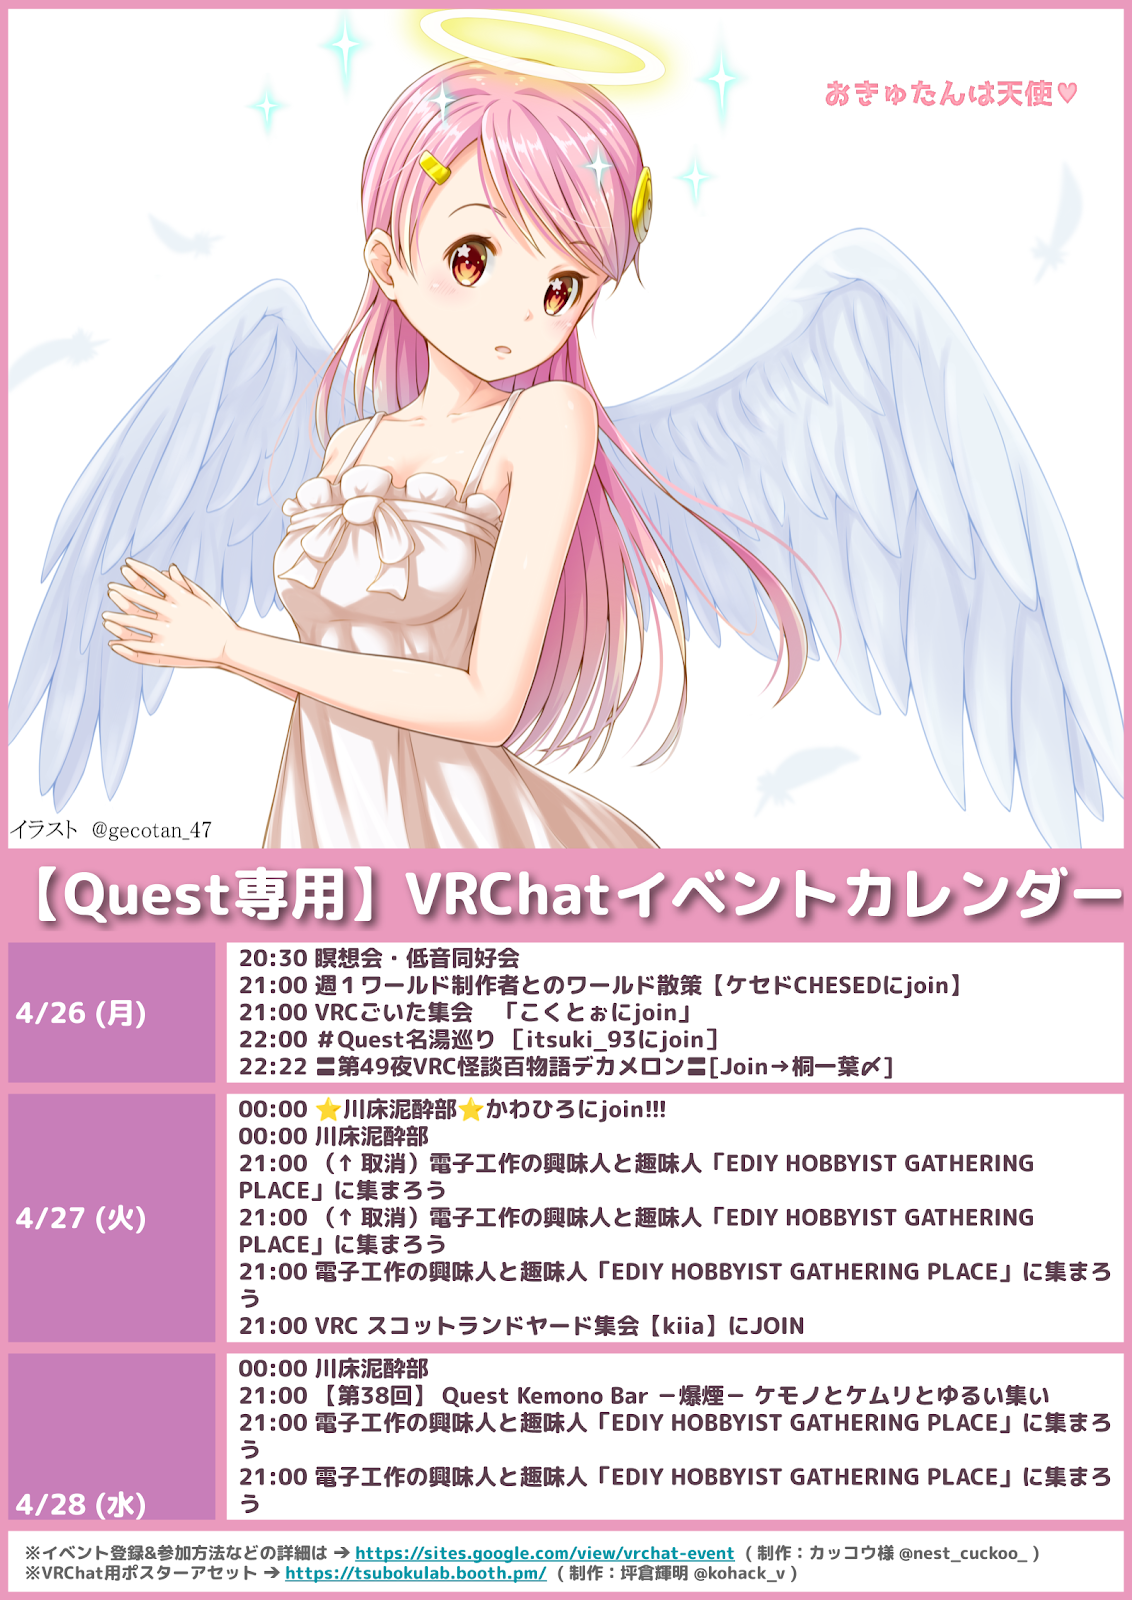 おきゅたんは天使♥
イラスト @gecotan_47
【Quest専用】VRChatイベントカレンダー
4/26 (月)
20:30 瞑想会・低音同好会
21:00 週１ワールド制作者とのワールド散策【ケセドCHESEDにjoin】
21:00 VRCごいた集会　「こくとぉにjoin」
22:00 ＃Quest名湯巡り ［itsuki_93にjoin］
22:22 〓第49夜VRC怪談百物語デカメロン〓[Join→桐一葉〆]
4/27 (火)
00:00 ⭐川床泥酔部⭐かわひろにjoin!!!
00:00 川床泥酔部
21:00 （↑ 取消）電子工作の興味人と趣味人「EDIY HOBBYIST GATHERING
PLACE」に集まろう
21:00 （↑ 取消）電子工作の興味人と趣味人「EDIY HOBBYIST GATHERING
PLACE」に集まろう
21:00 電子工作の興味人と趣味人「EDIY HOBBYIST GATHERING PLACE」に集まろ
う
21:00 VRC スコットランドヤード集会【kiia】にJOIN
4/28 (水)
00:00 川床泥酔部
21:00 【第38回】 Quest Kemono Bar －爆煙－ ケモノとケムリとゆるい集い
21:00 電子工作の興味人と趣味人「EDIY HOBBYIST GATHERING PLACE」に集まろ
う
21:00 電子工作の興味人と趣味人「EDIY HOBBYIST GATHERING PLACE」に集まろ
う
※イベント登録&参加方法などの詳細は → https://sites.google.com/view/vrchat-event （ 制作：カッコウ様 @nest_cuckoo_ ）
※VRChat用ポスターアセット → https://tsubokulab.booth.pm/ （ 制作：坪倉輝明 @kohack_v ）